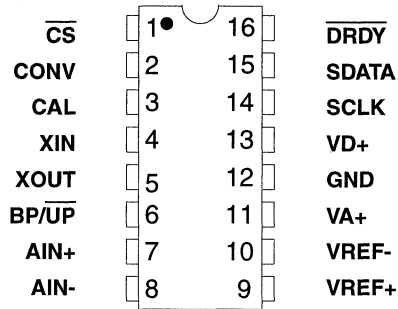 CS 1 16 DRDY
CONV 2 15 SDATA
CAL 3 14 SCLK
XIN 4 13 VD+
XOUT 5 12 GND
BP/UP 6 11 VA+
AIN+ 7 10 VREF-
AIN- 8 9 VREF+